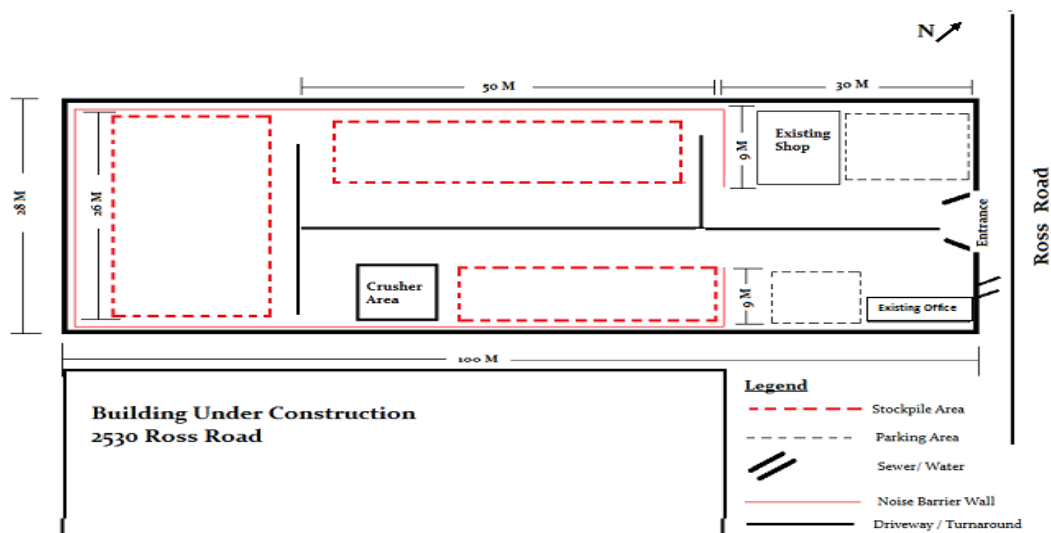 N
50 M
30 M
28 M
26 M
9 M
Existing
Shop
Entrance
Ross Road
Crusher
Area
9 M
Existing Office
100 M
Building Under Construction
2530 Ross Road
Legend
Stockpile Area
Parking Area
Sewer/ Water
Noise Barrier Wall
Driveway / Turnaround